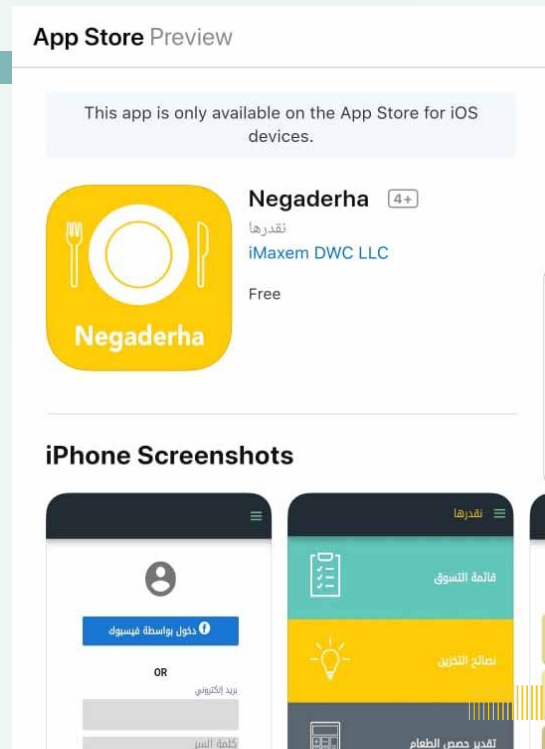 App Store Preview
This app is only available on the App Store for iOS
devices.
Negaderha 4+
نقدرها
iMaxem DWC LLC
Free
Negaderha
iPhone Screenshots
دخول بواسطة فيسبوك
OR
بريد إلكتروني
كلمة السر
نقدرها
قائمة التسوق
نصائح التخزين
تقدير حصص الطعام